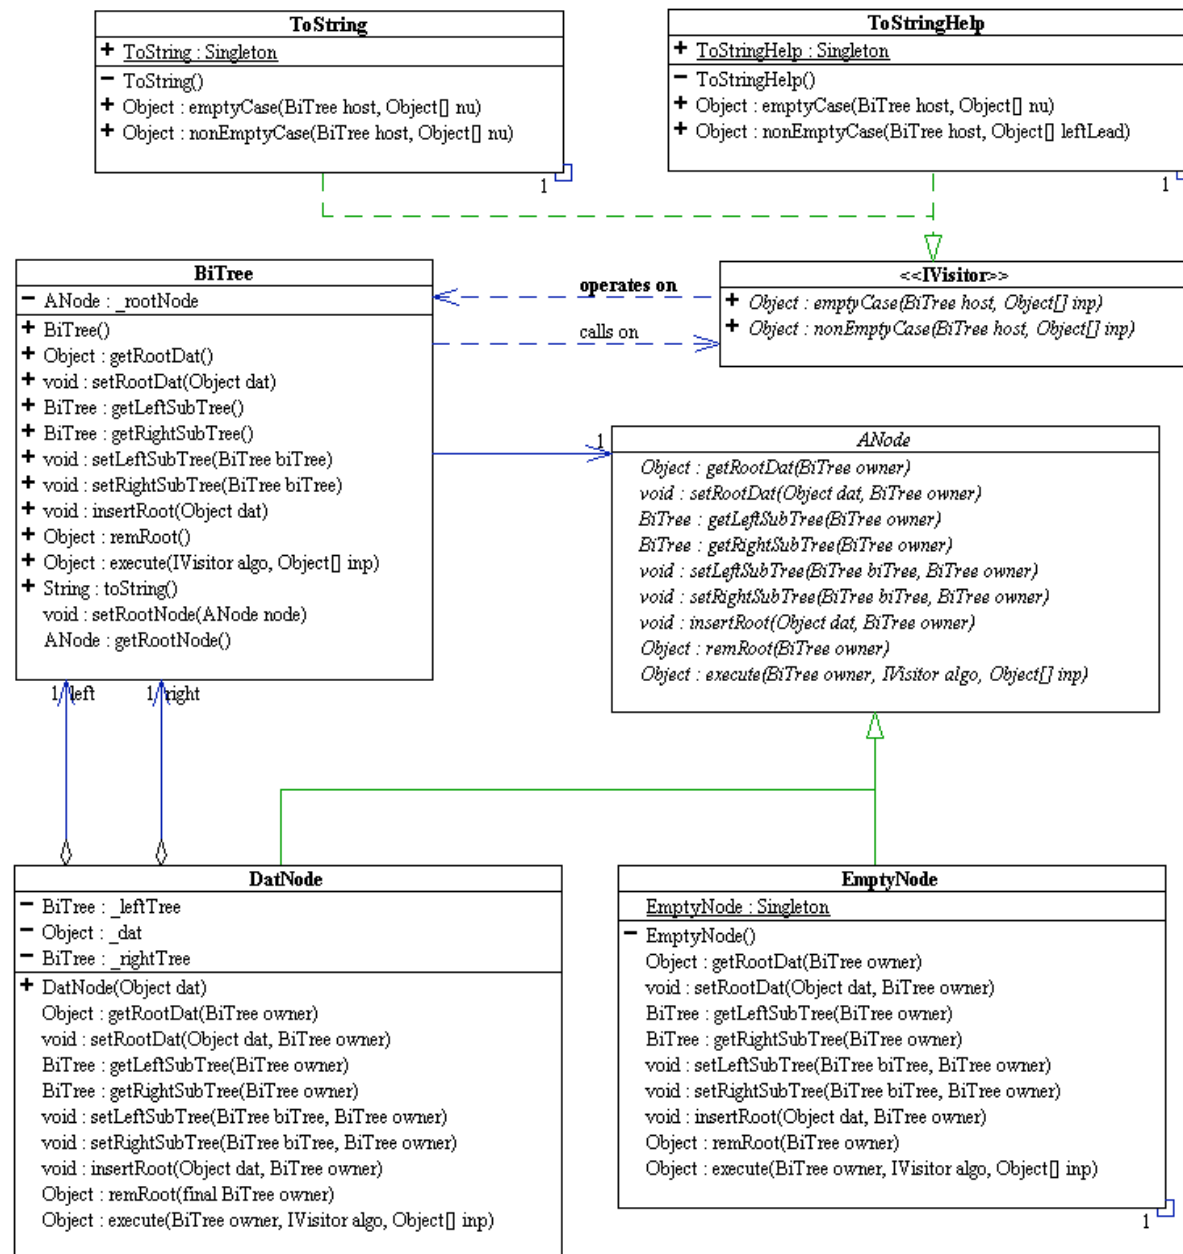 ToString
+ ToString : Singleton
- ToString()
+ Object : emptyCase(BiTree host, Object[] nu)
+ Object : nonEmptyCase(BiTree host, Object[] nu)
1
ToStringHelp
+ ToStringHelp : Singleton
- ToStringHelp()
+ Object : emptyCase(BiTree host, Object[] nu)
+ Object : nonEmptyCase(BiTree host, Object[] leftLead)
1
BiTree
- ANode : _rootNode
+ BiTree()
+ Object : getRootDat()
+ void : setRootDat(Object dat)
+ BiTree : getLeftSubTree()
+ BiTree : getRightSubTree()
+ void : setLeftSubTree(BiTree biTree)
+ void : setRightSubTree(BiTree biTree)
+ void : insertRoot(Object dat)
+ Object : remRoot()
+ Object : execute(IVisitor algo, Object[] inp)
+ String : toString()
void : setRootNode(ANode node)
ANode : getRootNode()
operates on
calls on
<<IVisitor>>
+ Object : emptyCase(BiTree host, Object[] inp)
+ Object : nonEmptyCase(BiTree host, Object[] inp)
1
ANode
Object : getRootDat(BiTree owner)
void : setRootDat(Object dat, BiTree owner)
BiTree : getLeftSubTree(BiTree owner)
BiTree : getRightSubTree(BiTree owner)
void : setLeftSubTree(BiTree biTree, BiTree owner)
void : setRightSubTree(BiTree biTree, BiTree owner)
void : insertRoot(Object dat, BiTree owner)
Object : remRoot(BiTree owner)
Object : execute(BiTree owner, IVisitor algo, Object[] inp)
1 left
1 right
DatNode
- BiTree : _leftTree
- Object : _dat
- BiTree : _rightTree
+ DatNode(Object dat)
Object : getRootDat(BiTree owner)
void : setRootDat(Object dat, BiTree owner)
BiTree : getLeftSubTree(BiTree owner)
BiTree : getRightSubTree(BiTree owner)
void : setLeftSubTree(BiTree biTree, BiTree owner)
void : setRightSubTree(BiTree biTree, BiTree owner)
void : insertRoot(Object dat, BiTree owner)
Object : remRoot(final BiTree owner)
Object : execute(BiTree owner, IVisitor algo, Object[] inp)
EmptyNode
EmptyNode : Singleton
- EmptyNode()
Object : getRootDat(BiTree owner)
void : setRootDat(Object dat, BiTree owner)
BiTree : getLeftSubTree(BiTree owner)
BiTree : getRightSubTree(BiTree owner)
void : setLeftSubTree(BiTree biTree, BiTree owner)
void : setRightSubTree(BiTree biTree, BiTree owner)
void : insertRoot(Object dat, BiTree owner)
Object : remRoot(BiTree owner)
Object : execute(BiTree owner, IVisitor algo, Object[] inp)
1